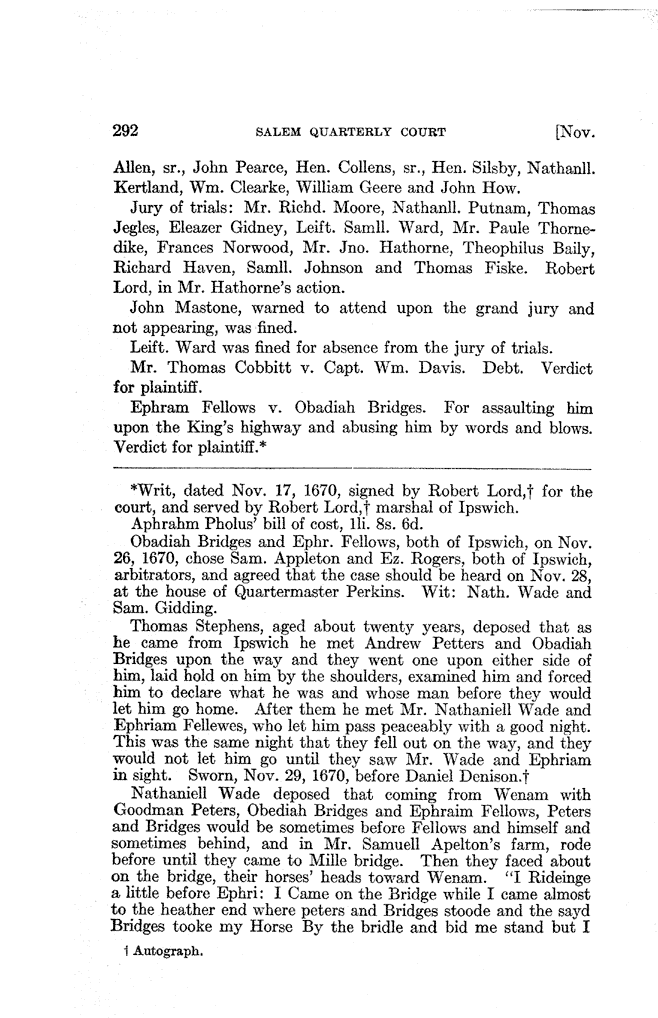 292 SALEM QUARTERLY COURT [Nov.
Allen, sr., John Pearce, Hen. Collens, sr., Hen. Silsby, Nathanll.
Kertland, Wm. Clearke, William Geere and John How.
Jury of trials: Mr. Richd. Moore, Nathanll. Putnam, Thomas
Jegles, Eleazer Gidney, Leift. Samll. Ward, Mr. Paule Thorne-
dike, Frances Norwood, Mr. Jno. Hathorne, Theophilus Baily,
Richard Haven, Samll. Johnson and Thomas Fiske. Robert
Lord, in Mr. Hathorne's action.
John Mastone, warned to attend upon the grand jury and
not appearing, was fined.
Leift. Ward was fined for absence from the jury of trials.
Mr. Thomas Cobbitt v. Capt. Wm. Davis. Debt. Verdict
for plaintiff.
Ephram Fellows v. Obadiah Bridges. For assaulting him
upon the King's highway and abusing him by words and blows.
Verdict for plaintiff.*
*Writ, dated Nov. 17, 1670, signed by Robert Lord,† for the
court, and served by Robert Lord,† marshal of Ipswich.
Aphrahm Pholus' bill of cost, 1li. 8s. 6d.
Obadiah Bridges and Ephr. Fellows, both of Ipswich, on Nov.
26, 1670, chose Sam. Appleton and Ez. Rogers, both of Ipswich,
arbitrators, and agreed that the case should be heard on Nov. 28,
at the house of Quartermaster Perkins. Wit: Nath. Wade and
Sam. Gidding.
Thomas Stephens, aged about twenty years, deposed that as
he came from Ipswich he met Andrew Petters and Obadiah
Bridges upon the way and they went one upon either side of
him, laid hold on him by the shoulders, examined him and forced
him to declare what he was and whose man before they would
let him go home. After them he met Mr. Nathaniell Wade and
Ephriam Fellewes, who let him pass peaceably with a good night.
This was the same night that they fell out on the way, and they
would not let him go until they saw Mr. Wade and Ephriam
in sight. Sworn, Nov. 29, 1670, before Daniel Denison.†
Nathaniell Wade deposed that coming from Wenam with
Goodman Peters, Obediah Bridges and Ephraim Fellows, Peters
and Bridges would be sometimes before Fellows and himself and
sometimes behind, and in Mr. Samuell Apelton's farm, rode
before until they came to Mille bridge. Then they faced about
on the bridge, their horses' heads toward Wenam. "I Rideinge
a little before Ephri: I Came on the Bridge while I came almost
to the heather end where peters and Bridges stoode and the sayd
Bridges tooke my Horse By the bridle and bid me stand but I
† Autograph.